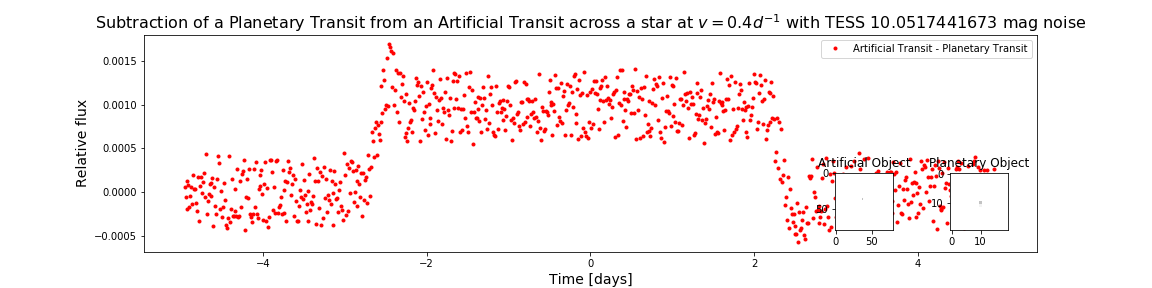 Subtraction of a Planetary Transit from an Artificial Transit across a star at v = 0.4d⁻¹ with TESS 10.0517441673 mag noise
Artificial Transit - Planetary Transit
Relative flux
0.0015
0.0010
0.0005
0.0000
−0.0005
Artificial Object
0
50
0 50
Planetary Object
0
10
0 10
−4 −2 0 2 4
Time [days]